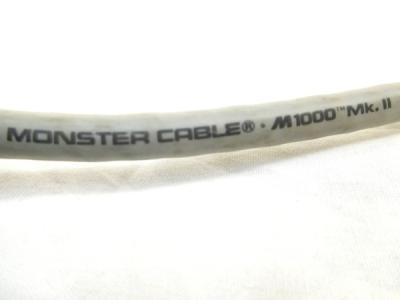 MONSTER CABLE® · M1000™ Mk. II